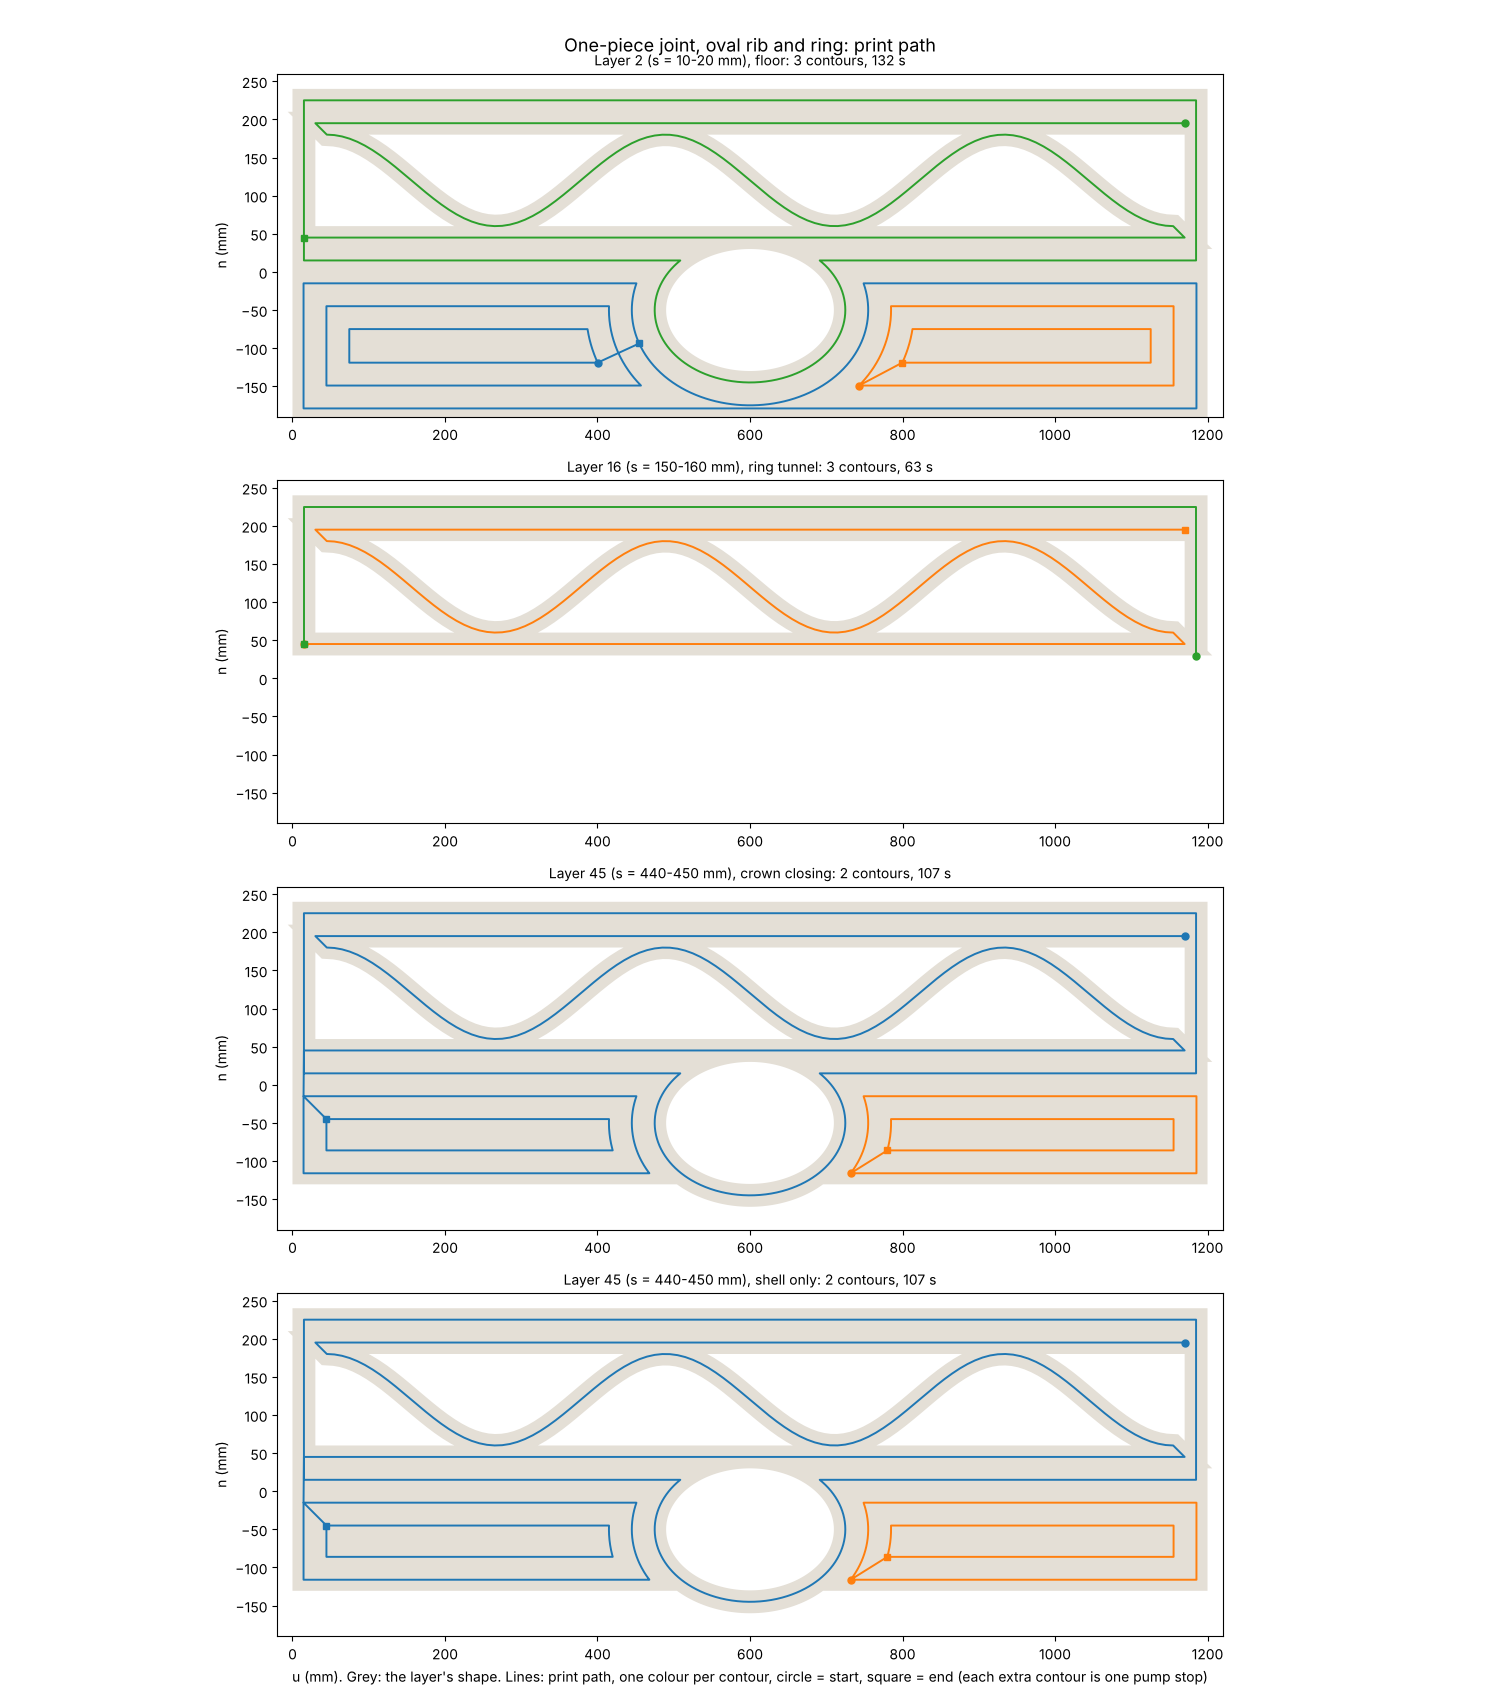 One-piece joint, oval rib and ring: print path
Layer 2 (s = 10-20 mm), floor: 3 contours, 132 s
250
200
150
100
50
0
−50
−100
−150
n (mm)
0 200 400 600 800 1000 1200
Layer 16 (s = 150-160 mm), ring tunnel: 3 contours, 63 s
250
200
150
100
50
0
−50
−100
−150
n (mm)
0 200 400 600 800 1000 1200
Layer 45 (s = 440-450 mm), crown closing: 2 contours, 107 s
250
200
150
100
50
0
−50
−100
−150
n (mm)
0 200 400 600 800 1000 1200
Layer 45 (s = 440-450 mm), shell only: 2 contours, 107 s
250
200
150
100
50
0
−50
−100
−150
n (mm)
0 200 400 600 800 1000 1200
u (mm). Grey: the layer's shape. Lines: print path, one colour per contour, circle = start, square = end (each extra contour is one pump stop)